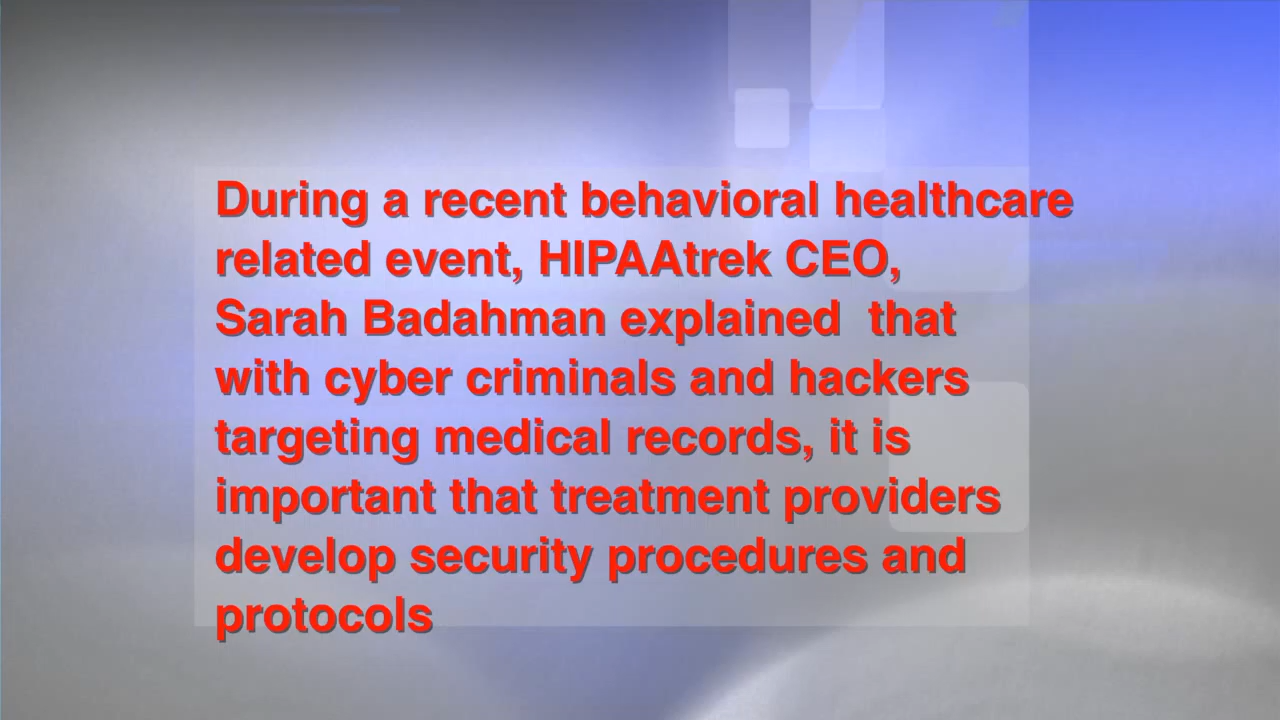 During a recent behavioral healthcare
related event, HIPAAtrek CEO,
Sarah Badahman explained  that
with cyber criminals and hackers
targeting medical records, it is
important that treatment providers
develop security procedures and
protocols